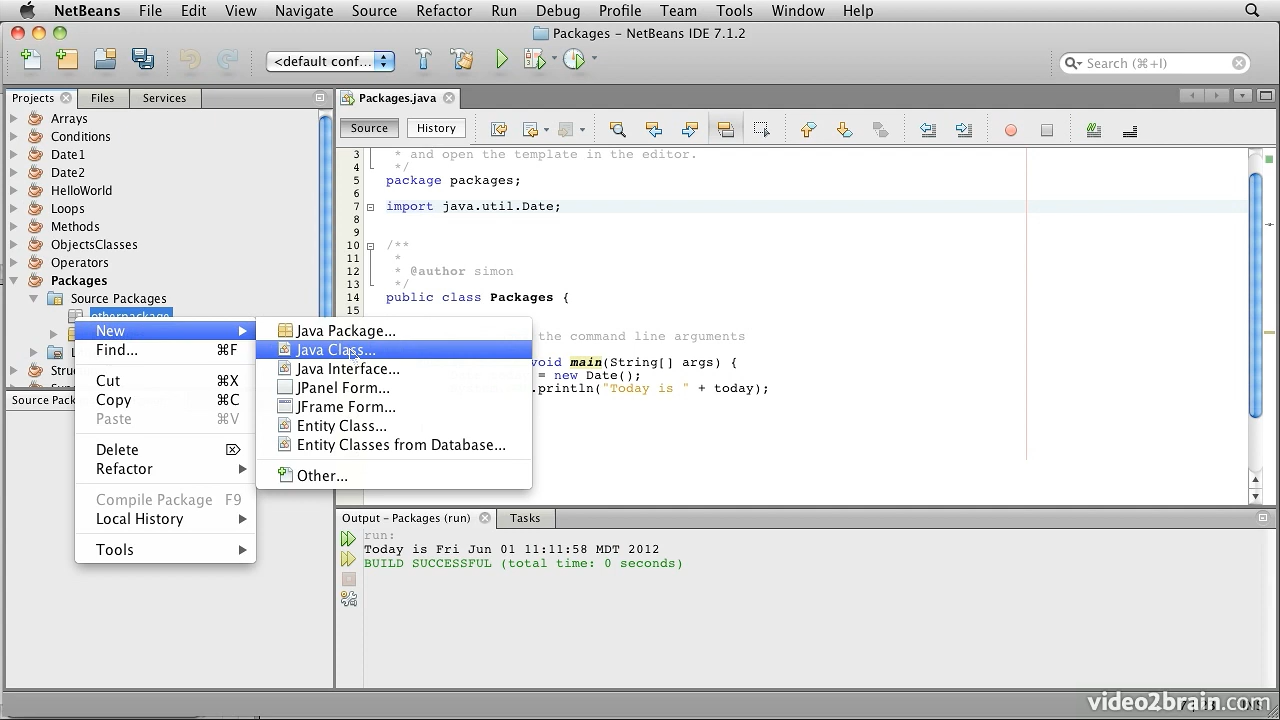 NetBeans File Edit View Navigate Source Refactor Run Debug Profile Team Tools Window Help
Packages – NetBeans IDE 7.1.2
<default conf...
Search (⌘+I)
Projects Files Services
Arrays
Conditions
Date1
Date2
HelloWorld
Loops
Methods
ObjectsClasses
Operators
Packages
Source Packages
otherpackage
New
Find... ⌘F
Cut ⌘X
Copy ⌘C
Paste ⌘V
Delete
Refactor
Compile Package F9
Local History
Tools
Java Package...
Java Class...
Java Interface...
JPanel Form...
JFrame Form...
Entity Class...
Entity Classes from Database...
Other...
Packages.java
Source History
3 * and open the template in the editor.
4 */
5 package packages;
6
7 import java.util.Date;
8
9
10 /**
11 *
12 * @author simon
13 */
14 public class Packages {
15
the command line arguments
void main(String[] args) {
= new Date();
.println("Today is " + today);
Output – Packages (run) Tasks
run:
Today is Fri Jun 01 11:11:58 MDT 2012
BUILD SUCCESSFUL (total time: 0 seconds)
video2brain.com